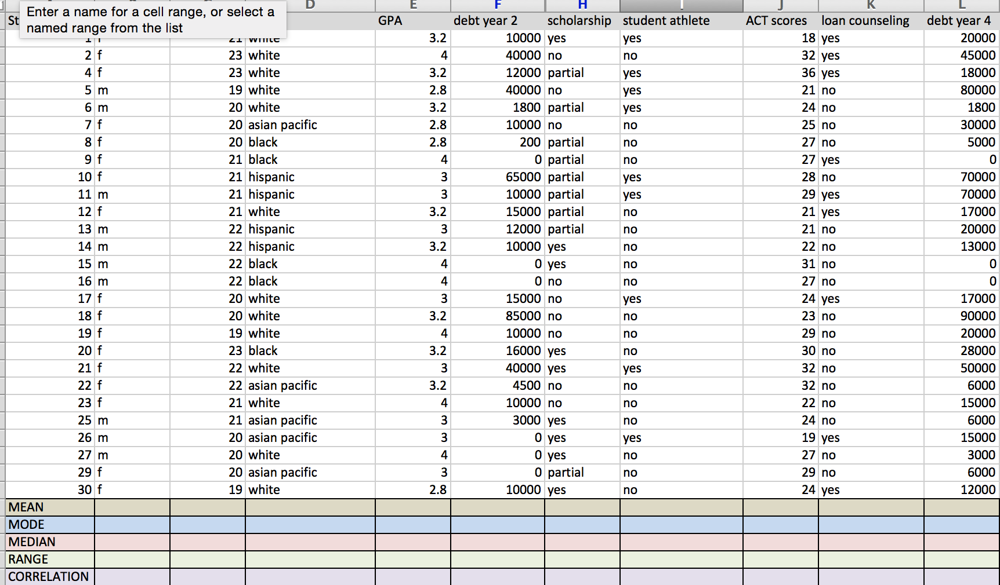 D E F H I J K L
Enter a name for a cell range, or select a
named range from the list
St GPA debt year 2 scholarship student athlete ACT scores loan counseling debt year 4
1 f 21 white 3.2 10000 yes yes 18 yes 20000
2 f 23 white 4 40000 no no 32 yes 45000
4 f 23 white 3.2 12000 partial yes 36 yes 18000
5 m 19 white 2.8 40000 no yes 21 no 80000
6 m 20 white 3.2 1800 partial yes 24 no 1800
7 f 20 asian pacific 2.8 10000 no no 25 no 30000
8 f 20 black 2.8 200 partial no 27 no 5000
9 f 21 black 4 0 partial no 27 yes 0
10 f 21 hispanic 3 65000 partial yes 28 no 70000
11 m 21 hispanic 3 10000 partial yes 29 yes 70000
12 f 21 white 3.2 15000 partial no 21 yes 17000
13 m 22 hispanic 3 12000 partial no 21 no 20000
14 m 22 hispanic 3.2 10000 yes no 22 no 13000
15 m 22 black 4 0 yes no 31 no 0
16 m 22 black 4 0 no no 27 no 0
17 f 20 white 3 15000 no yes 24 yes 17000
18 f 20 white 3.2 85000 no no 23 no 90000
19 f 19 white 4 10000 no no 29 no 20000
20 f 23 black 3.2 16000 yes no 30 no 28000
21 f 22 white 3 40000 yes yes 32 no 50000
22 f 22 asian pacific 3.2 4500 no no 32 no 6000
23 f 21 white 4 10000 no no 22 no 15000
25 m 21 asian pacific 3 3000 yes no 24 no 6000
26 m 20 asian pacific 3 0 yes yes 19 yes 15000
27 m 20 white 4 0 yes no 27 no 3000
29 f 20 asian pacific 3 0 partial no 29 no 6000
30 f 19 white 2.8 10000 yes no 24 yes 12000
MEAN
MODE
MEDIAN
RANGE
CORRELATION